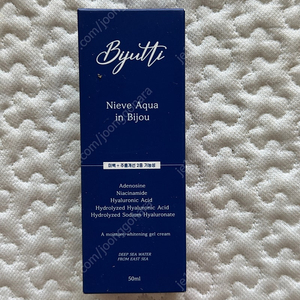 Byutti
Nieve Aqua
in Bijou
미백 + 주름개선 2중 기능성
Adenosine
Niacinamide
Hyaluronic Acid
Hydrolyzed Hyaluronic Acid
Hydrolyzed Sodium Hyaluronate
A moisture whitening gel cream
DEEP SEA WATER
FROM EAST SEA
50ml